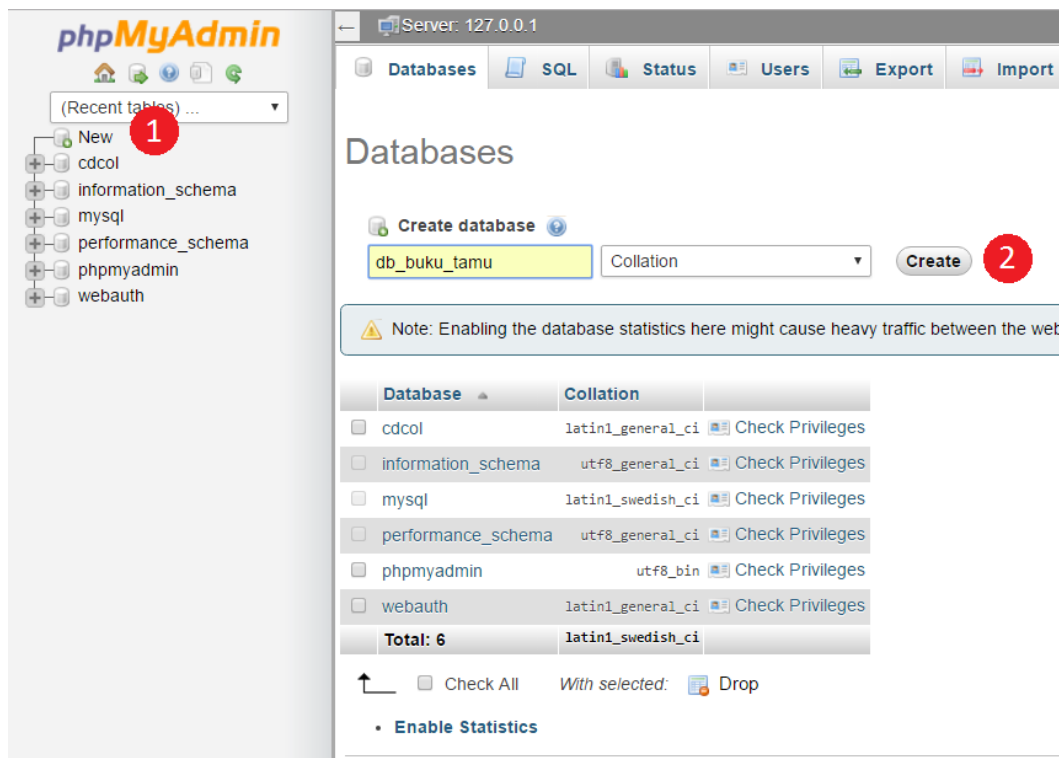 phpMyAdmin
(Recent tables) ...
New
1
cdcol
information_schema
mysql
performance_schema
phpmyadmin
webauth
Server: 127.0.0.1
Databases SQL Status Users Export Import
Databases
Create database
db_buku_tamu Collation Create 2
Note: Enabling the database statistics here might cause heavy traffic between the web
Database Collation
cdcol latin1_general_ci Check Privileges
information_schema utf8_general_ci Check Privileges
mysql latin1_swedish_ci Check Privileges
performance_schema utf8_general_ci Check Privileges
phpmyadmin utf8_bin Check Privileges
webauth latin1_general_ci Check Privileges
Total: 6 latin1_swedish_ci
Check All With selected: Drop
• Enable Statistics